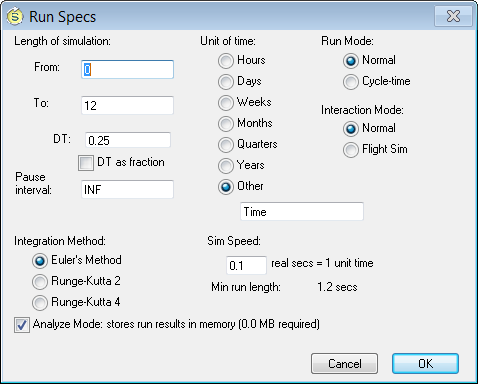 Run Specs
Length of simulation:
From: 0
To: 12
DT: 0.25
DT as fraction
Pause interval: INF
Unit of time:
Hours
Days
Weeks
Months
Quarters
Years
Other
Time
Run Mode:
Normal
Cycle-time
Interaction Mode:
Normal
Flight Sim
Integration Method:
Euler's Method
Runge-Kutta 2
Runge-Kutta 4
Sim Speed:
0.1 real secs = 1 unit time
Min run length: 1.2 secs
Analyze Mode: stores run results in memory (0.0 MB required)
Cancel
OK